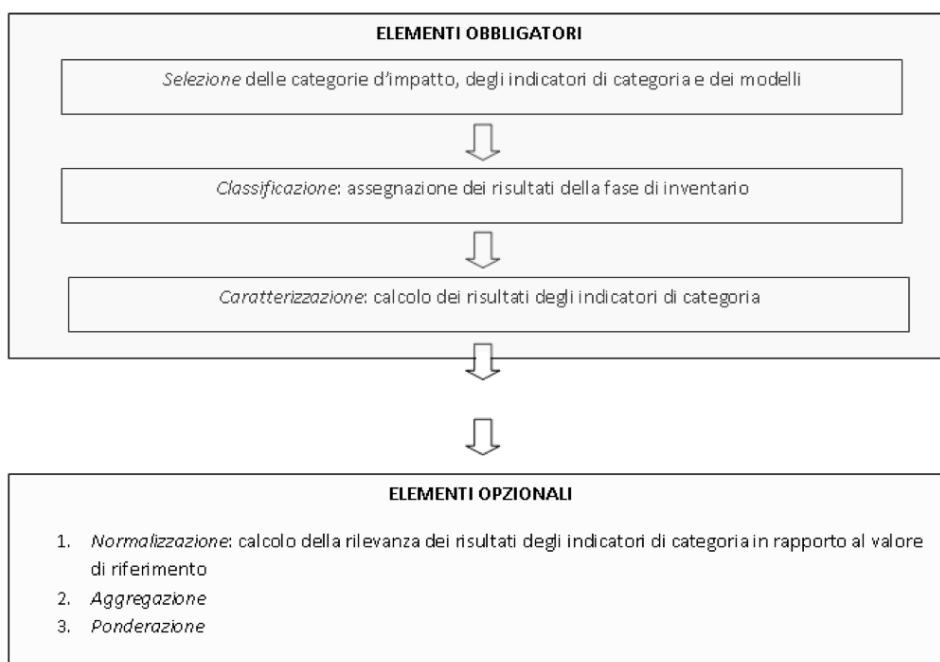 ELEMENTI OBBLIGATORI
Selezione delle categorie d'impatto, degli indicatori di categoria e dei modelli
Classificazione: assegnazione dei risultati della fase di inventario
Caratterizzazione: calcolo dei risultati degli indicatori di categoria
ELEMENTI OPZIONALI
1. Normalizzazione: calcolo della rilevanza dei risultati degli indicatori di categoria in rapporto al valore
di riferimento
2. Aggregazione
3. Ponderazione